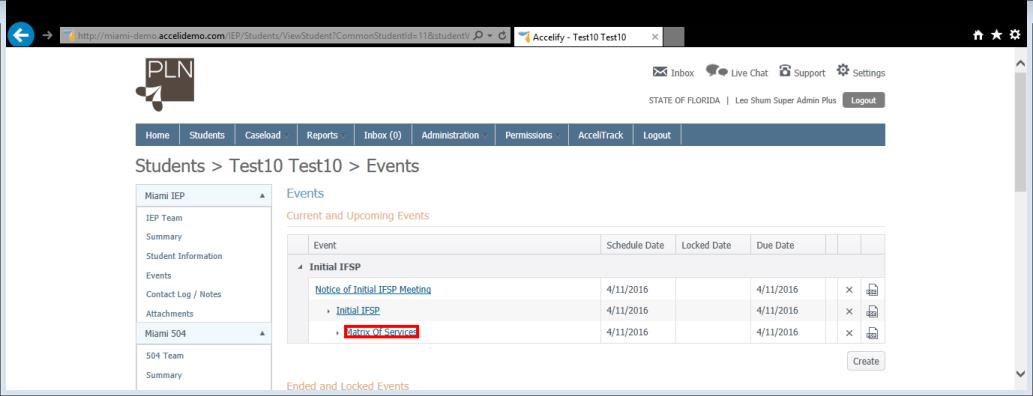 http://miami-demo.accelidemo.com/IEP/Students/ViewStudent?CommonStudentId=11&studentV
Accelify - Test10 Test10
PLN
Inbox Live Chat Support Settings
STATE OF FLORIDA | Leo Shum Super Admin Plus Logout
Home Students Caseload Reports Inbox (0) Administration Permissions AcceliTrack Logout
Students > Test10 Test10 > Events
Miami IEP
IEP Team
Summary
Student Information
Events
Contact Log / Notes
Attachments
Miami 504
504 Team
Summary
Events
Current and Upcoming Events
Event Schedule Date Locked Date Due Date
Initial IFSP
Notice of Initial IFSP Meeting 4/11/2016 4/11/2016
Initial IFSP 4/11/2016 4/11/2016
Matrix Of Services 4/11/2016 4/11/2016
Create
Ended and Locked Events